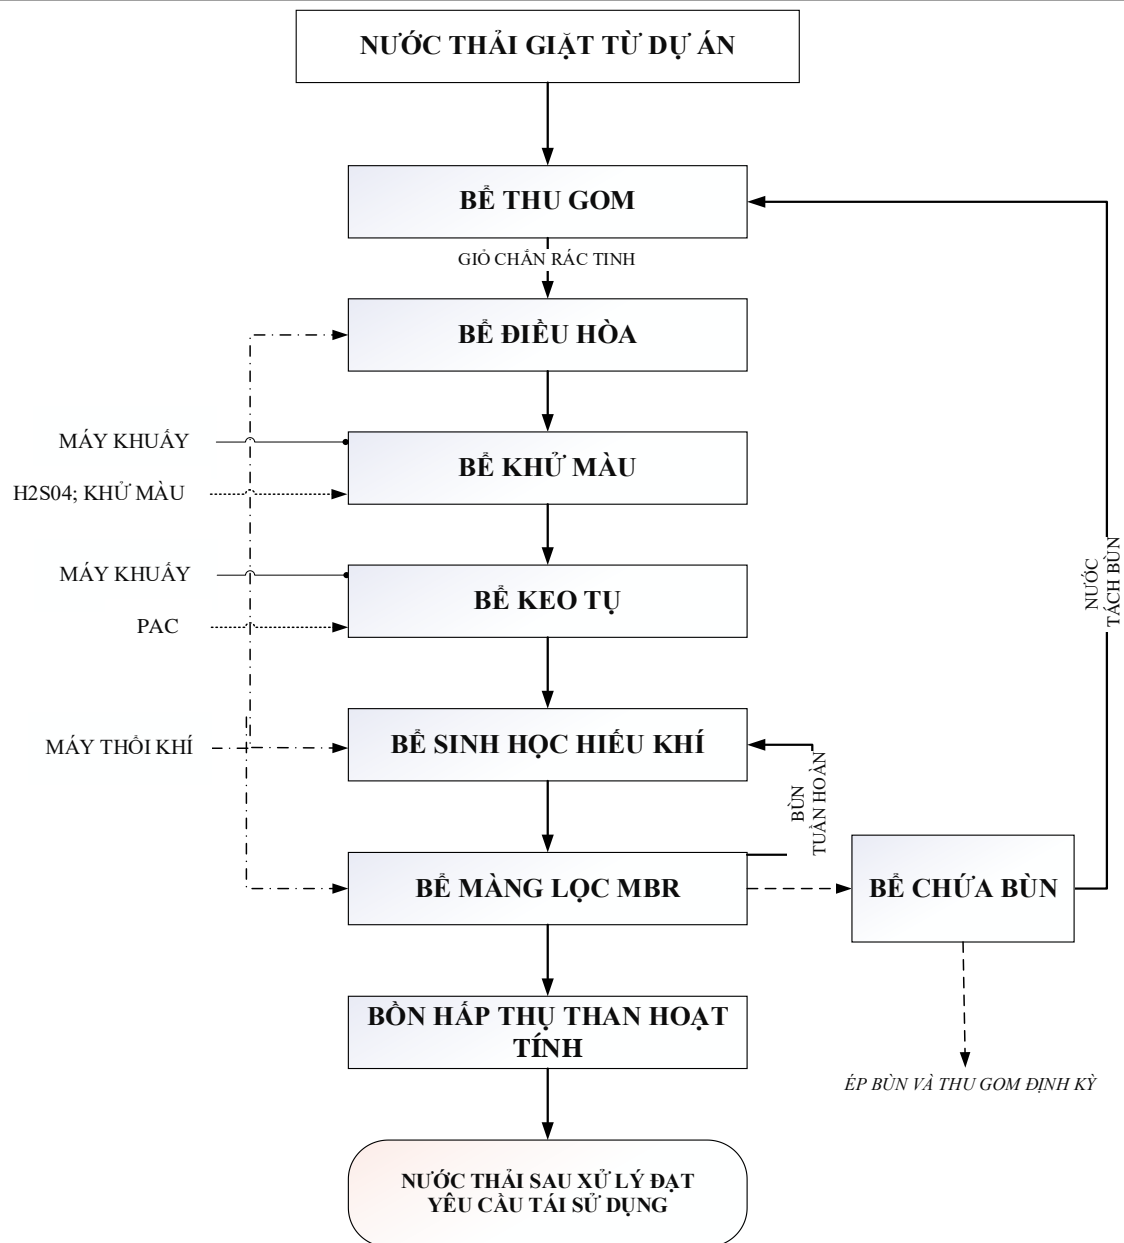 NƯỚC THẢI GIẶT TỪ DỰ ÁN
BỂ THU GOM
GIỎ CHẮN RÁC TINH
BỂ ĐIỀU HÒA
MÁY KHUẤY
BỂ KHỬ MÀU
H2S04; KHỬ MÀU
MÁY KHUẤY
BỂ KEO TỤ
PAC
NƯỚC
TÁCH BÙN
MÁY THỔI KHÍ
BỂ SINH HỌC HIẾU KHÍ
BÙN
TUẦN HOÀN
BỂ MÀNG LỌC MBR
BỂ CHỨA BÙN
BỒN HẤP THỤ THAN HOẠT
TÍNH
ÉP BÙN VÀ THU GOM ĐỊNH KỲ
NƯỚC THẢI SAU XỬ LÝ ĐẠT
YÊU CẦU TÁI SỬ DỤNG